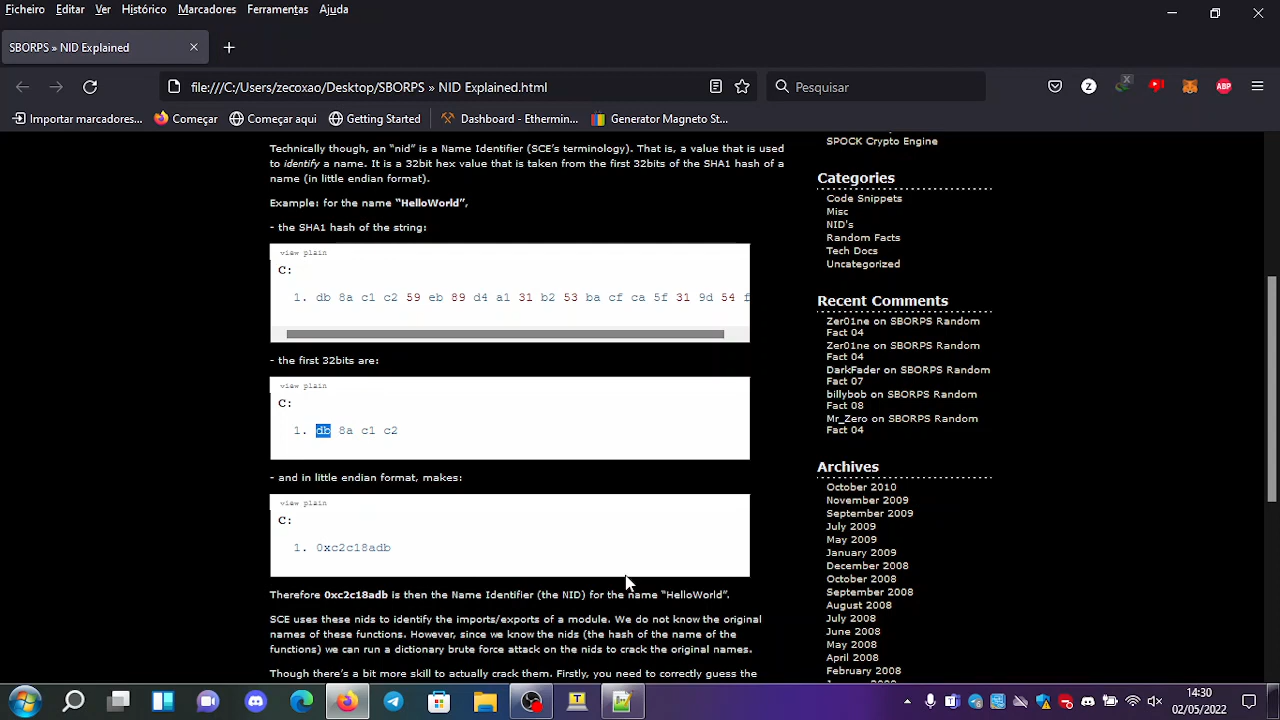 Ficheiro Editar Ver Histórico Marcadores Ferramentas Ajuda
SBORPS » NID Explained
file:///C:/Users/zecoxao/Desktop/SBORPS » NID Explained.html
Pesquisar
Z
ABP
Importar marcadores...
Começar
Começar aqui
Getting Started
Dashboard - Ethermin...
Generator Magneto St...
Technically though, an “nid” is a Name Identifier (SCE’s terminology). That is, a value that is used
to identify a name. It is a 32bit hex value that is taken from the first 32bits of the SHA1 hash of a
name (in little endian format).
Example: for the name “HelloWorld”,
- the SHA1 hash of the string:
view plain
C:
1. db 8a c1 c2 59 eb 89 d4 a1 31 b2 53 ba cf ca 5f 31 9d 54 f
- the first 32bits are:
view plain
C:
1. db 8a c1 c2
- and in little endian format, makes:
view plain
C:
1. 0xc2c18adb
Therefore 0xc2c18adb is then the Name Identifier (the NID) for the name “HelloWorld”.
SCE uses these nids to identify the imports/exports of a module. We do not know the original
names of these functions. However, since we know the nids (the hash of the name of the
functions) we can run a dictionary brute force attack on the nids to crack the original names.
Though there’s a bit more skill to actually crack them. Firstly, you need to correctly guess the
SPOCK Crypto Engine
Categories
Code Snippets
Misc
NID's
Random Facts
Tech Docs
Uncategorized
Recent Comments
Zer01ne on SBORPS Random
Fact 04
Zer01ne on SBORPS Random
Fact 04
DarkFader on SBORPS Random
Fact 07
billybob on SBORPS Random
Fact 08
Mr_Zero on SBORPS Random
Fact 04
Archives
October 2010
November 2009
September 2009
July 2009
May 2009
January 2009
December 2008
October 2008
September 2008
August 2008
July 2008
June 2008
May 2008
April 2008
February 2008
14:30
02/05/2022